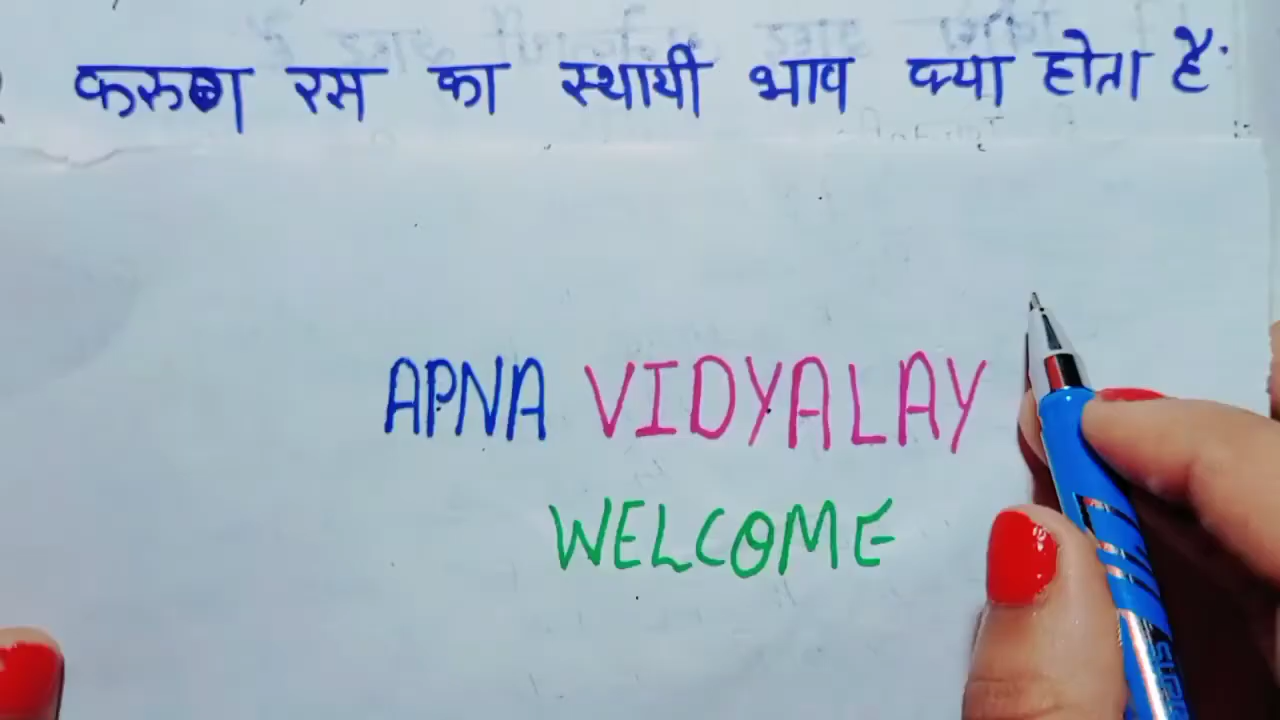 करुण रस का स्थायी भाव क्या होता है.
APNA VIDYALAY
WELCOME